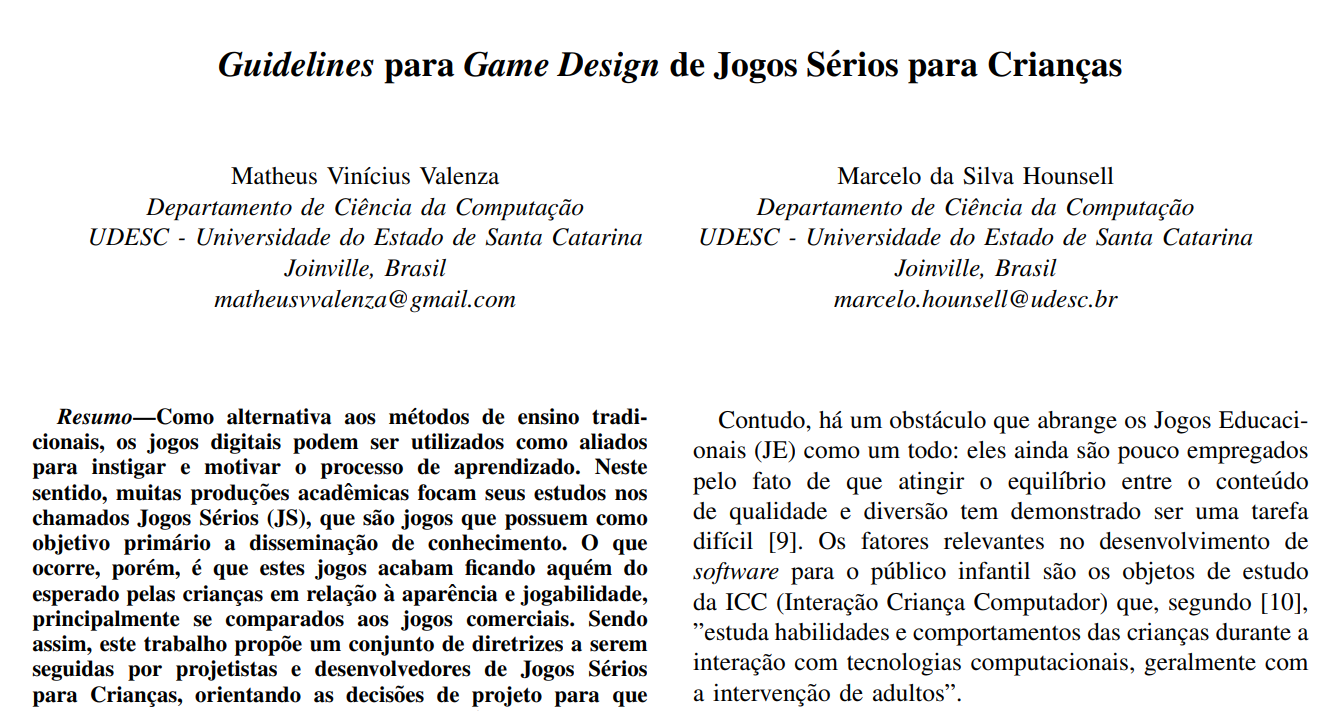 Guidelines para Game Design de Jogos Sérios para Crianças
Matheus Vinícius Valenza
Departamento de Ciência da Computação
UDESC - Universidade do Estado de Santa Catarina
Joinville, Brasil
matheusvvalenza@gmail.com
Marcelo da Silva Hounsell
Departamento de Ciência da Computação
UDESC - Universidade do Estado de Santa Catarina
Joinville, Brasil
marcelo.hounsell@udesc.br
Resumo—Como alternativa aos métodos de ensino tradi-
cionais, os jogos digitais podem ser utilizados como aliados
para instigar e motivar o processo de aprendizado. Neste
sentido, muitas produções acadêmicas focam seus estudos nos
chamados Jogos Sérios (JS), que são jogos que possuem como
objetivo primário a disseminação de conhecimento. O que
ocorre, porém, é que estes jogos acabam ficando aquém do
esperado pelas crianças em relação à aparência e jogabilidade,
principalmente se comparados aos jogos comerciais. Sendo
assim, este trabalho propõe um conjunto de diretrizes a serem
seguidas por projetistas e desenvolvedores de Jogos Sérios
para Crianças, orientando as decisões de projeto para que
Contudo, há um obstáculo que abrange os Jogos Educaci-
onais (JE) como um todo: eles ainda são pouco empregados
pelo fato de que atingir o equilíbrio entre o conteúdo
de qualidade e diversão tem demonstrado ser uma tarefa
difícil [9]. Os fatores relevantes no desenvolvimento de
software para o público infantil são os objetos de estudo
da ICC (Interação Criança Computador) que, segundo [10],
”estuda habilidades e comportamentos das crianças durante a
interação com tecnologias computacionais, geralmente com
a intervenção de adultos”.